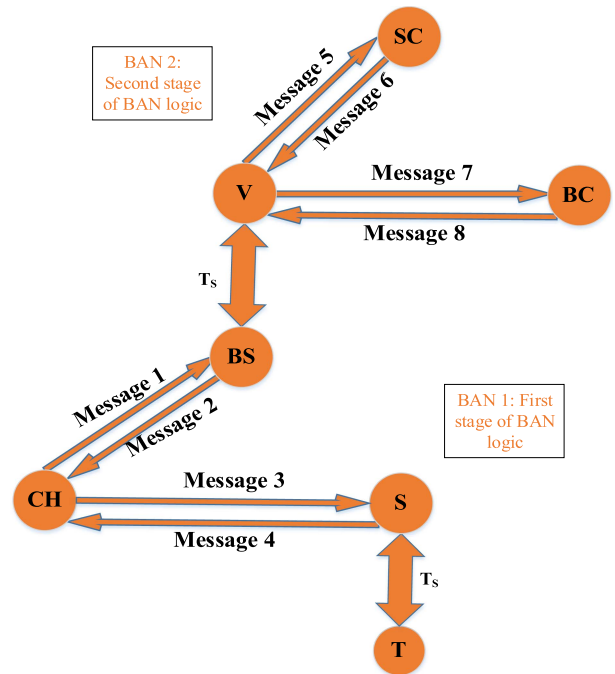 SC
BAN 2:
Second stage
of BAN logic
Message 5
Message 6
V
Message 7
BC
Message 8
TS
BS
Message 1
Message 2
BAN 1: First
stage of BAN
logic
CH
Message 3
S
Message 4
TS
T